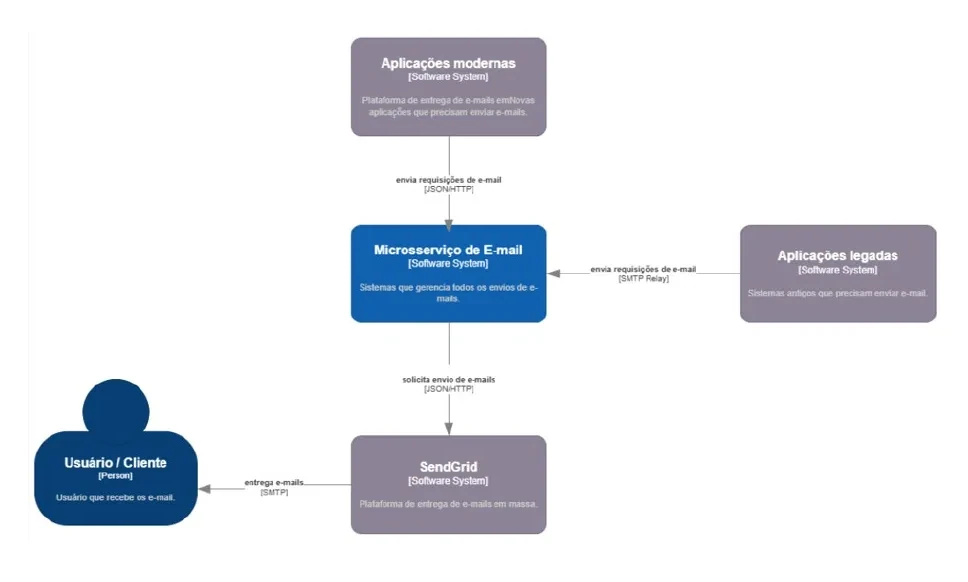 Aplicações modernas
[Software System]
Plataforma de entrega de e-mails emNovas
aplicações que precisam enviar e-mails.
envia requisições de e-mail
[JSON/HTTP]
Microsserviço de E-mail
[Software System]
Sistemas que gerencia todos os envios de e-
mails.
envia requisições de e-mail
[SMTP Relay]
Aplicações legadas
[Software System]
Sistemas antigos que precisam enviar e-mail.
solicita envio de e-mails
[JSON/HTTP]
Usuário / Cliente
[Person]
Usuário que recebe os e-mail.
entrega e-mails
[SMTP]
SendGrid
[Software System]
Plataforma de entrega de e-mails em massa.